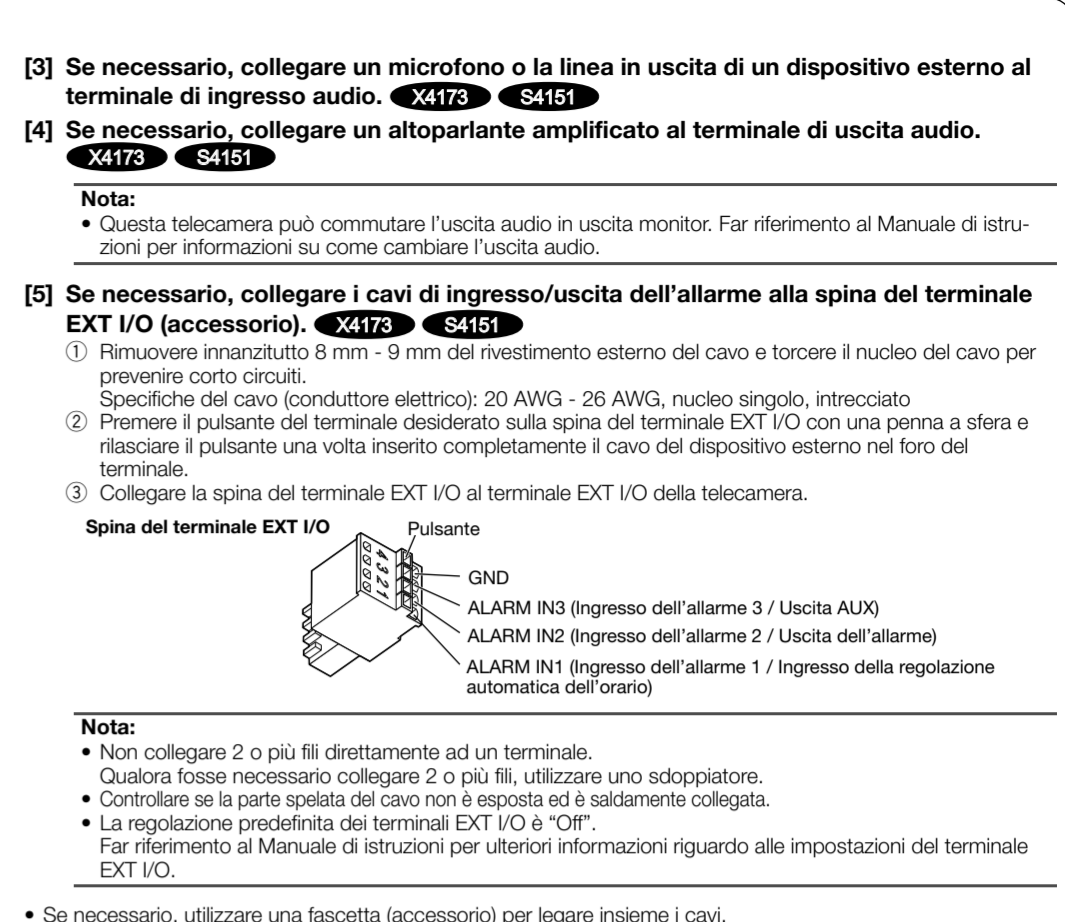 [3] Se necessario, collegare un microfono o la linea in uscita di un dispositivo esterno al
terminale di ingresso audio. X4173 S4151
[4] Se necessario, collegare un altoparlante amplificato al terminale di uscita audio.
X4173 S4151
Nota:
• Questa telecamera può commutare l'uscita audio in uscita monitor. Far riferimento al Manuale di istru-
zioni per informazioni su come cambiare l'uscita audio.
[5] Se necessario, collegare i cavi di ingresso/uscita dell'allarme alla spina del terminale
EXT I/O (accessorio). X4173 S4151
① Rimuovere innanzitutto 8 mm - 9 mm del rivestimento esterno del cavo e torcere il nucleo del cavo per
prevenire corto circuiti.
Specifiche del cavo (conduttore elettrico): 20 AWG - 26 AWG, nucleo singolo, intrecciato
② Premere il pulsante del terminale desiderato sulla spina del terminale EXT I/O con una penna a sfera e
rilasciare il pulsante una volta inserito completamente il cavo del dispositivo esterno nel foro del
terminale.
③ Collegare la spina del terminale EXT I/O al terminale EXT I/O della telecamera.
Spina del terminale EXT I/O
Pulsante
4 3 2 1
GND
ALARM IN3 (Ingresso dell'allarme 3 / Uscita AUX)
ALARM IN2 (Ingresso dell'allarme 2 / Uscita dell'allarme)
ALARM IN1 (Ingresso dell'allarme 1 / Ingresso della regolazione
automatica dell'orario)
Nota:
• Non collegare 2 o più fili direttamente ad un terminale.
Qualora fosse necessario collegare 2 o più fili, utilizzare uno sdoppiatore.
• Controllare se la parte spelata del cavo non è esposta ed è saldamente collegata.
• La regolazione predefinita dei terminali EXT I/O è “Off”.
Far riferimento al Manuale di istruzioni per ulteriori informazioni riguardo alle impostazioni del terminale
EXT I/O.
• Se necessario, utilizzare una fascetta (accessorio) per legare insieme i cavi.